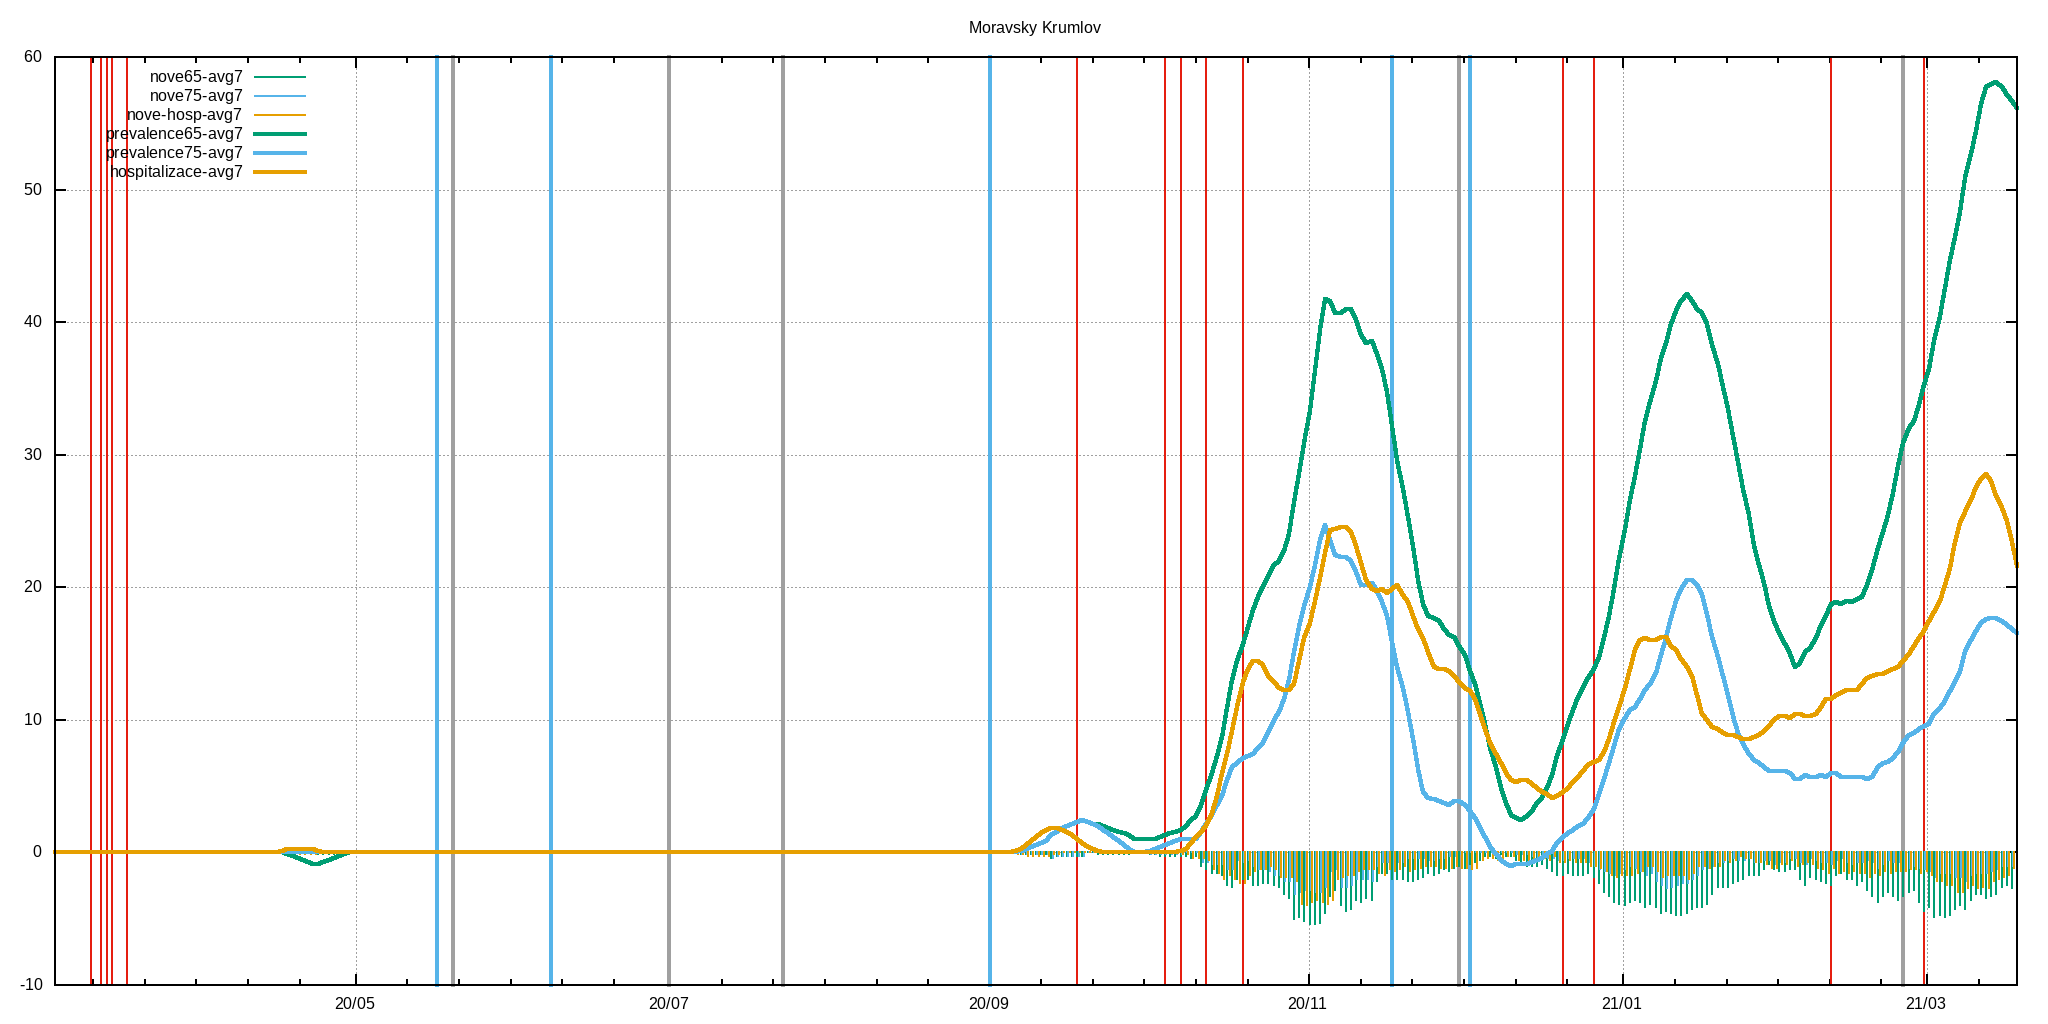 Moravsky Krumlov
60
50
40
30
20
10
0
-10
nove65-avg7
nove75-avg7
nove-hosp-avg7
prevalence65-avg7
prevalence75-avg7
hospitalizace-avg7
20/05
20/07
20/09
20/11
21/01
21/03